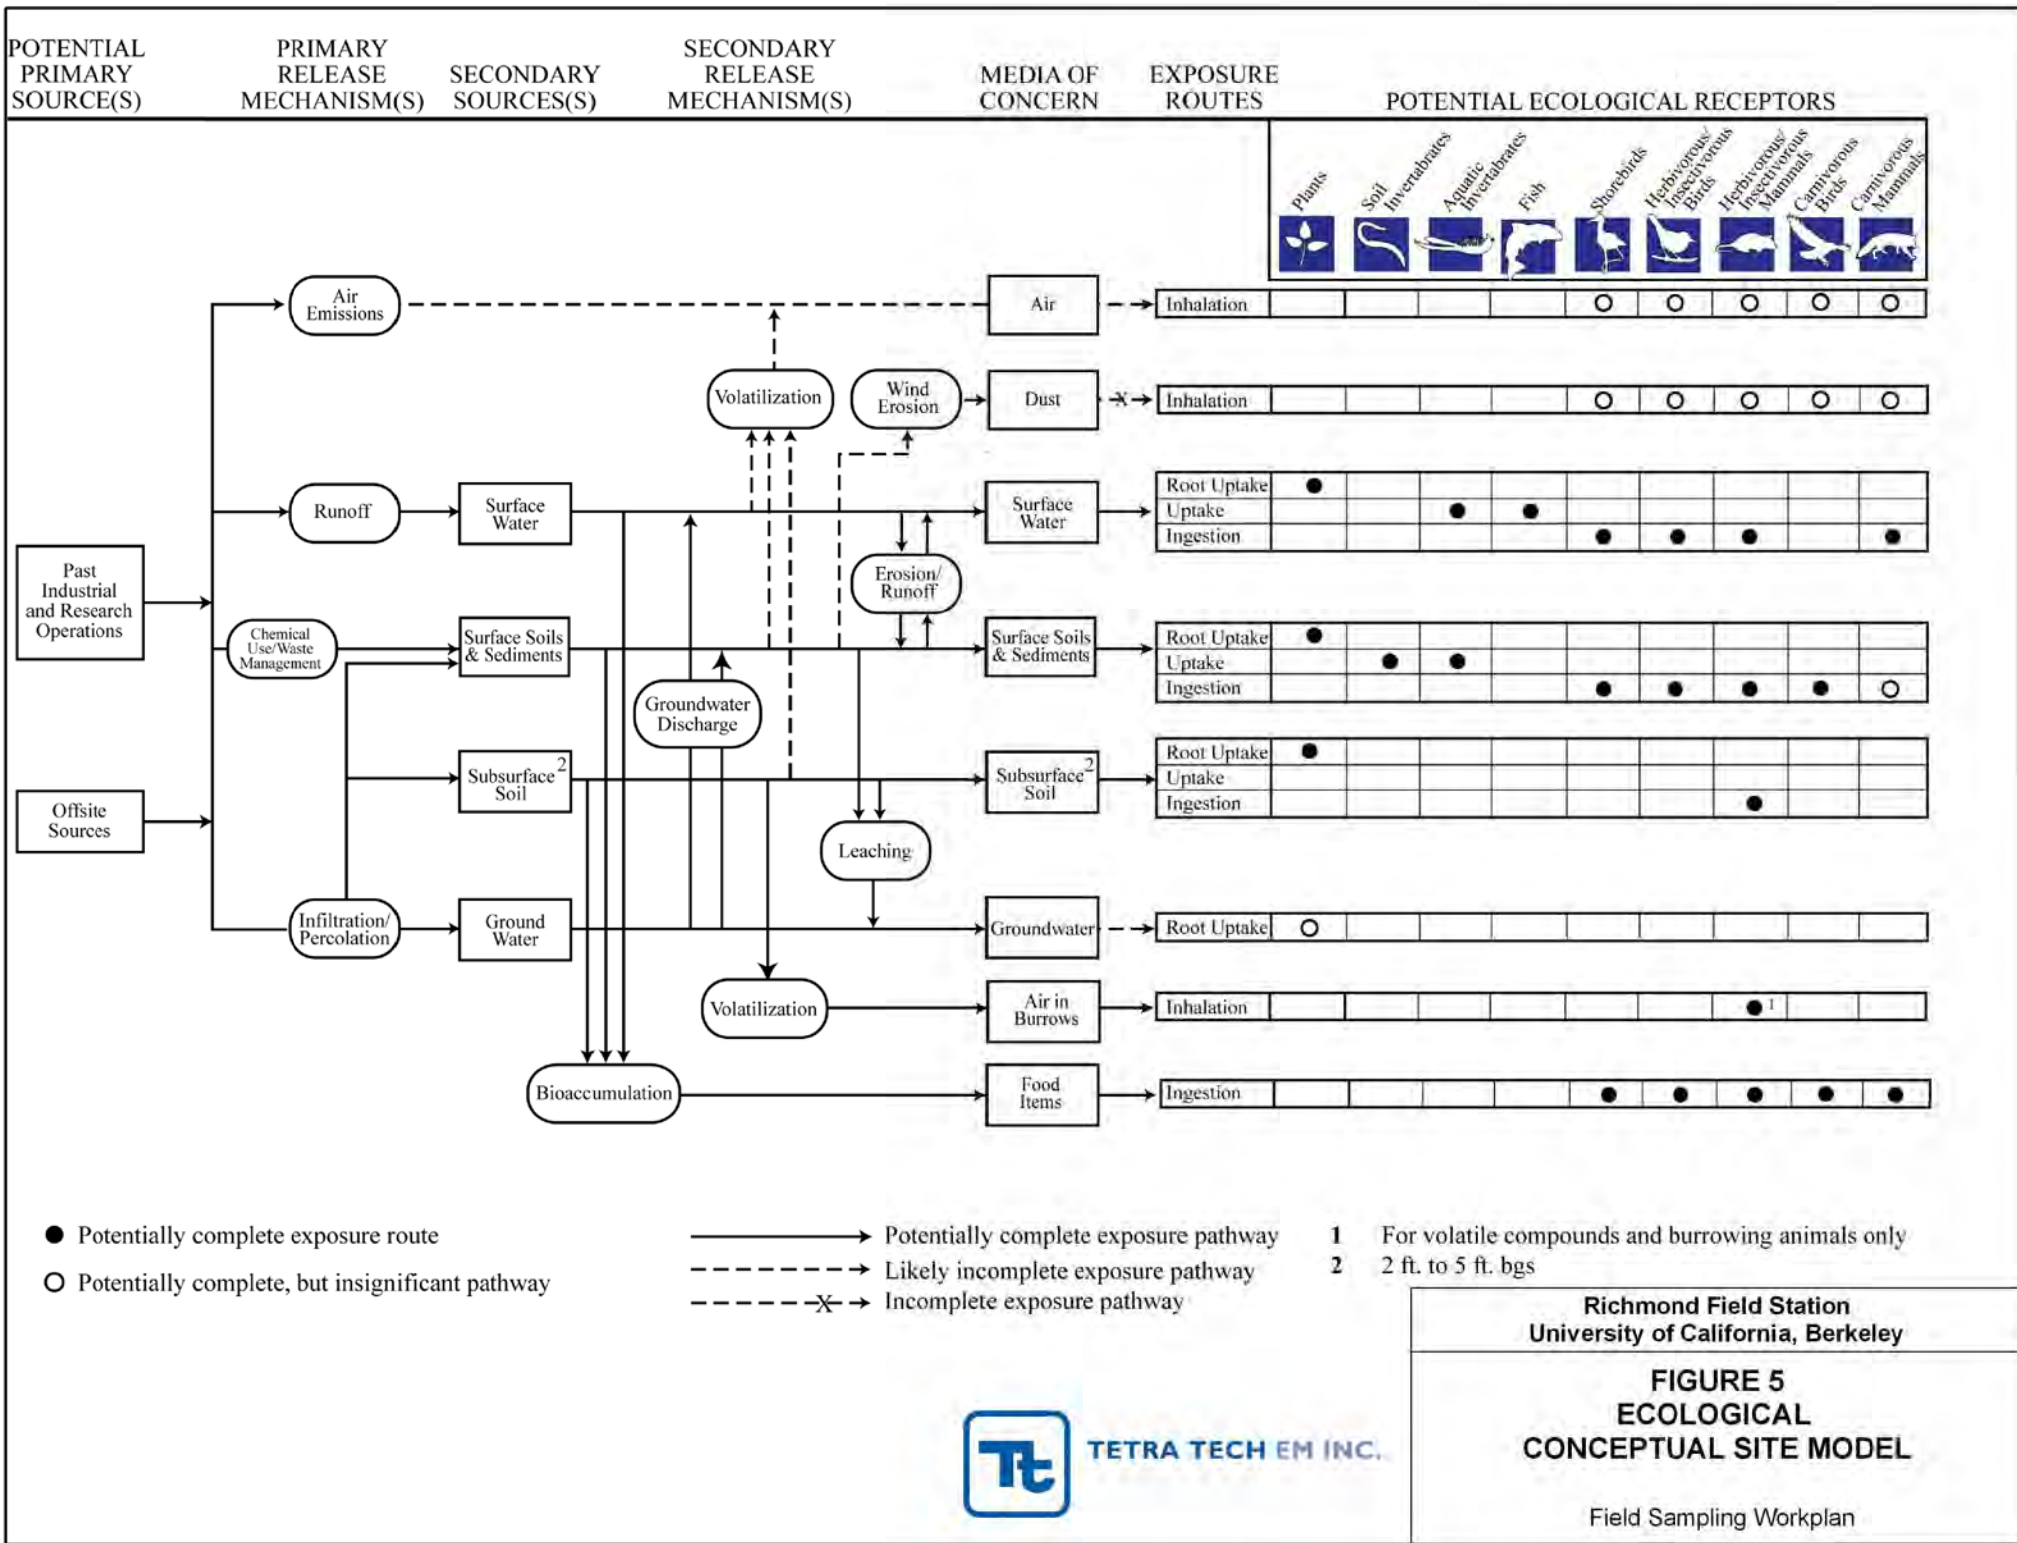 POTENTIAL
PRIMARY
SOURCE(S)
PRIMARY
RELEASE
MECHANISM(S)
SECONDARY
SOURCES(S)
SECONDARY
RELEASE
MECHANISM(S)
MEDIA OF
CONCERN
EXPOSURE
ROUTES
POTENTIAL ECOLOGICAL RECEPTORS
Plants
Soil
Invertabrates
Aquatic
Invertabrates
Fish
Shorebirds
Herbivorous/
Insectivorous
Birds
Herbivorous/
Insectivorous
Mammals
Carnivorous
Birds
Carnivorous
Mammals
Air
Emissions
Air
Inhalation
Volatilization
Wind
Erosion
Dust
X
Inhalation
Runoff
Surface
Water
Surface
Water
Root Uptake
Uptake
Ingestion
Past
Industrial
and Research
Operations
Erosion/
Runoff
Chemical
Use/Waste
Management
Surface Soils
& Sediments
Surface Soils
& Sediments
Root Uptake
Uptake
Ingestion
Groundwater
Discharge
Subsurface 2
Soil
Subsurface 2
Soil
Root Uptake
Uptake
Ingestion
Offsite
Sources
Leaching
Infiltration/
Percolation
Ground
Water
Groundwater
Root Uptake
Volatilization
Air in
Burrows
Inhalation
1
Bioaccumulation
Food
Items
Ingestion
Potentially complete exposure route
Potentially complete, but insignificant pathway
Potentially complete exposure pathway
Likely incomplete exposure pathway
X Incomplete exposure pathway
1 For volatile compounds and burrowing animals only
2 2 ft. to 5 ft. bgs
Richmond Field Station
University of California, Berkeley
FIGURE 5
ECOLOGICAL
CONCEPTUAL SITE MODEL
Field Sampling Workplan
Tt
TETRA TECH EM INC.